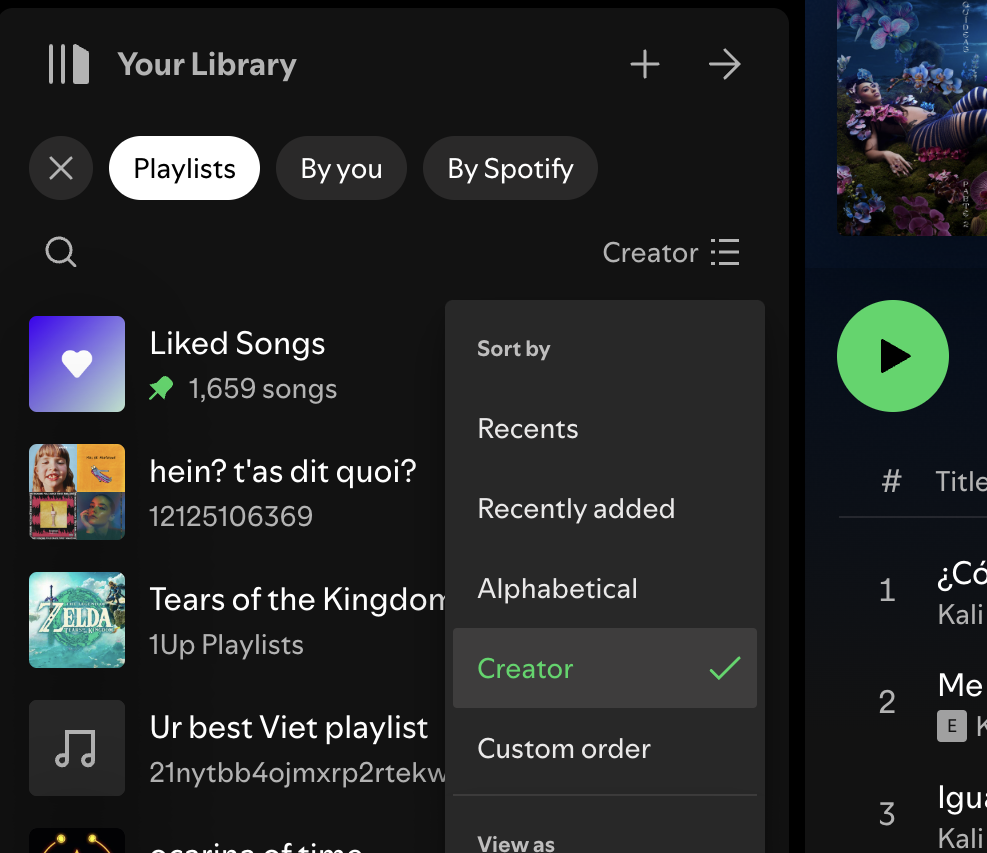 Your Library
Playlists
By you
By Spotify
Creator
Liked Songs
1,659 songs
hein? t'as dit quoi?
12125106369
Tears of the Kingdom
1Up Playlists
ZELDA
Ur best Viet playlist
21nytbb4ojmxrp2rtekw
ocarina of time
Sort by
Recents
Recently added
Alphabetical
Creator
Custom order
View as
# Title
1
¿Có
Kali
2
Me
E K
3
Igua
Kali